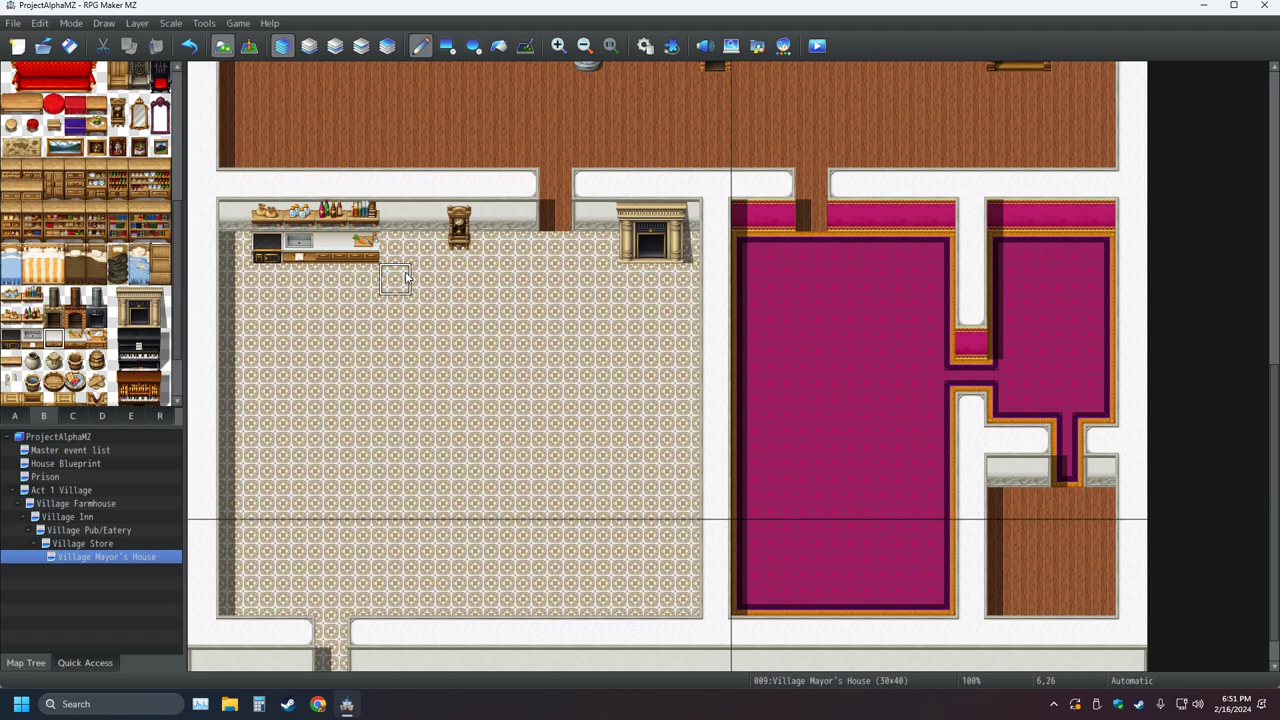 ProjectAlphaMZ - RPG Maker MZ
File Edit Mode Draw Layer Scale Tools Game Help
A B C D E R
ProjectAlphaMZ
Master event list
House Blueprint
Prison
Act 1 Village
Village Farmhouse
Village Inn
Village Pub/Eatery
Village Store
Village Mayor's House
Map Tree Quick Access
009:Village Mayor's House (30×40) 100% 6,26 Automatic
Search
6:51 PM
2/16/2024